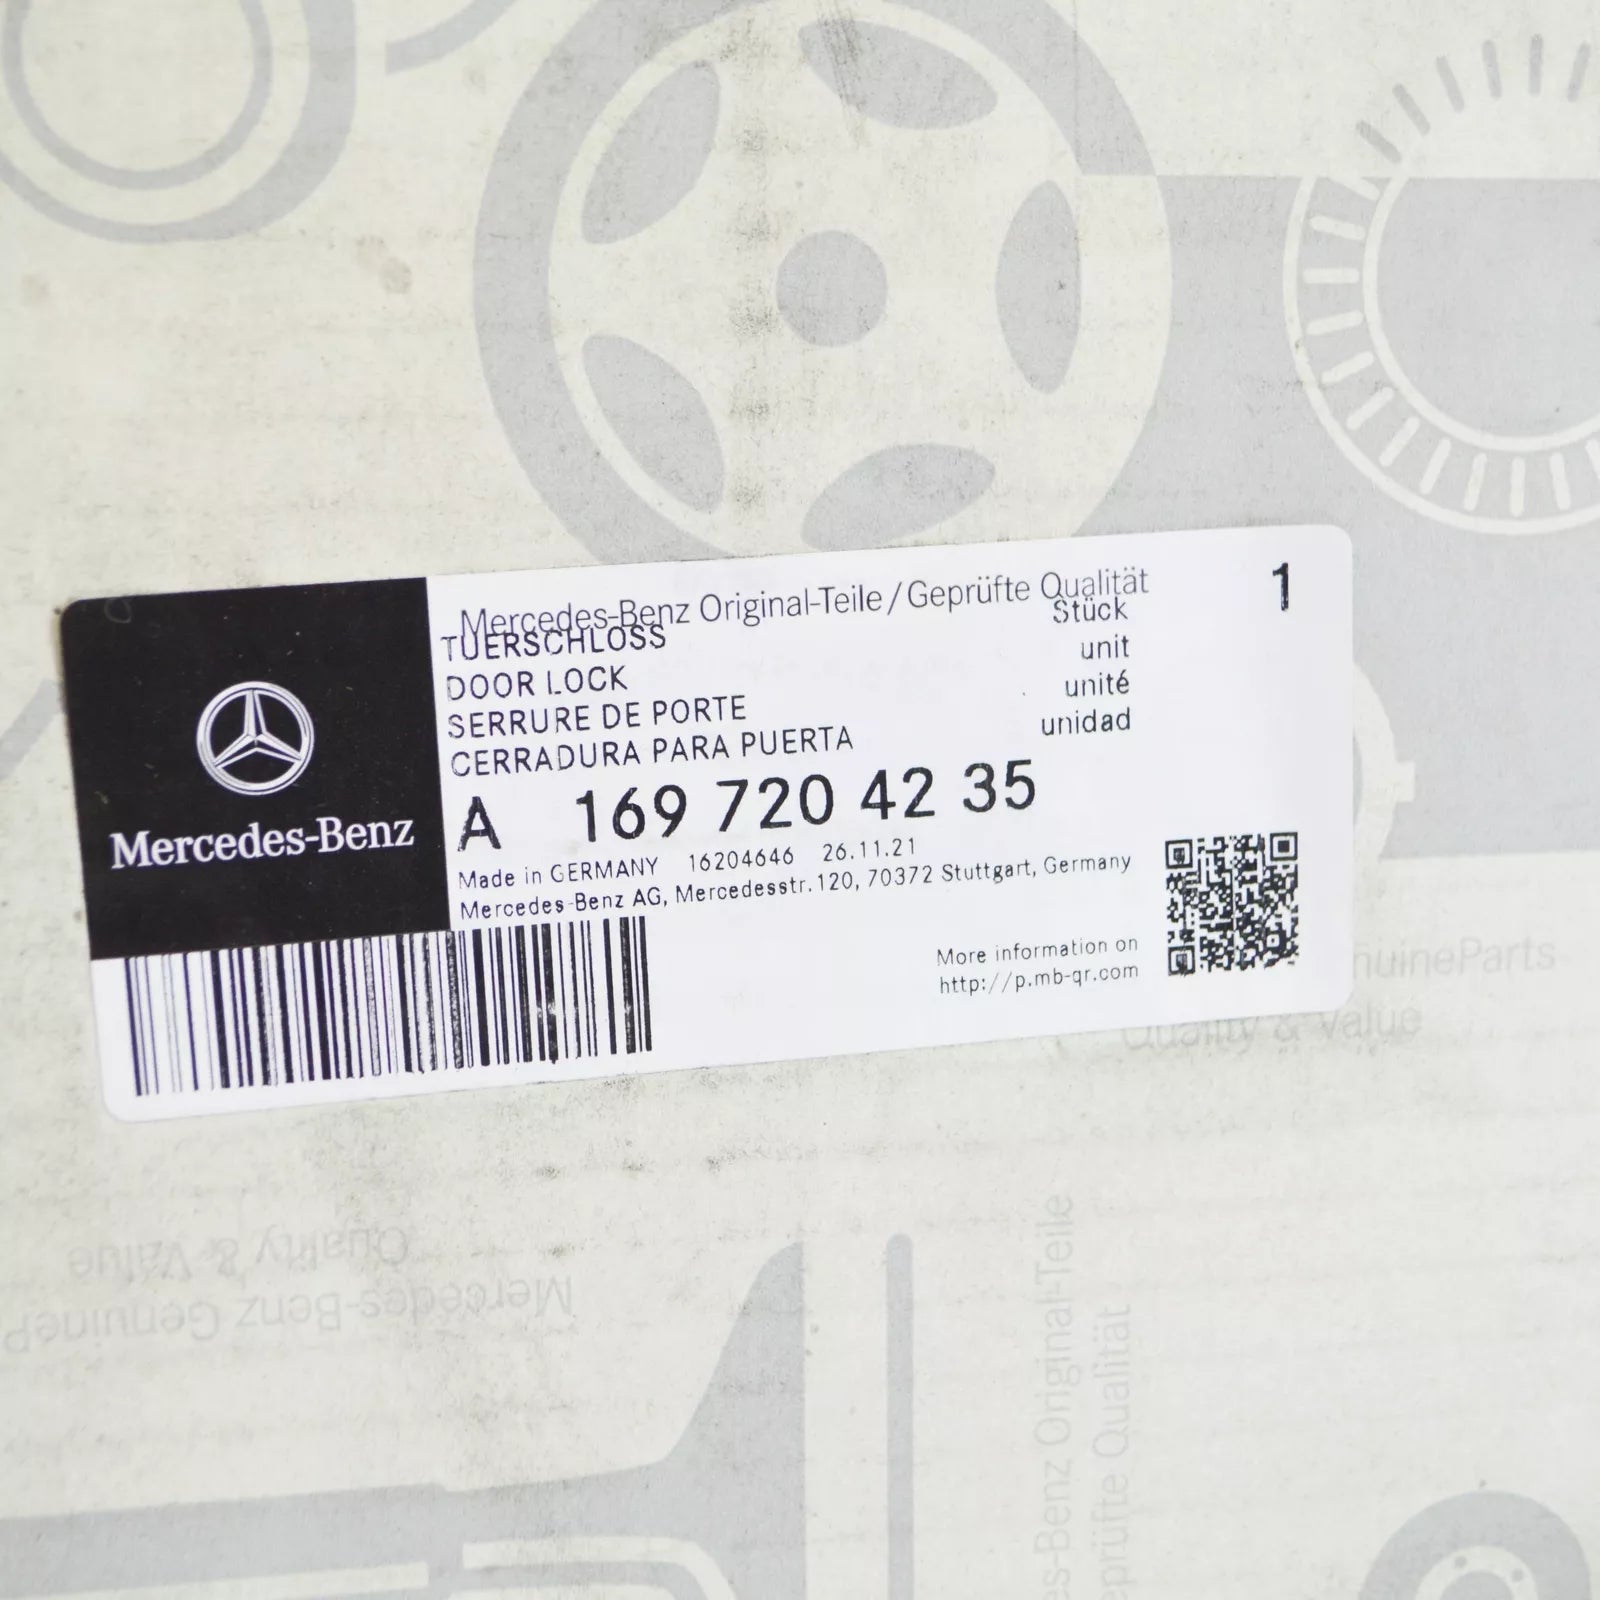 Mercedes-Benz Original-Teile/Geprüfte Qualität
1
TUERSCHLOSS
Stück
DOOR LOCK
unit
SERRURE DE PORTE
unité
CERRADURA PARA PUERTA
unidad
A 169 720 42 35
Made in GERMANY 16204646 26.11.21
Mercedes-Benz AG, Mercedesstr.120, 70372 Stuttgart, Germany
Mercedes-Benz
More information on
http://p.mb-qr.com
Quality & Value
Mercedes-Benz
Quality & Value
Benz Original-Teile
Qualität